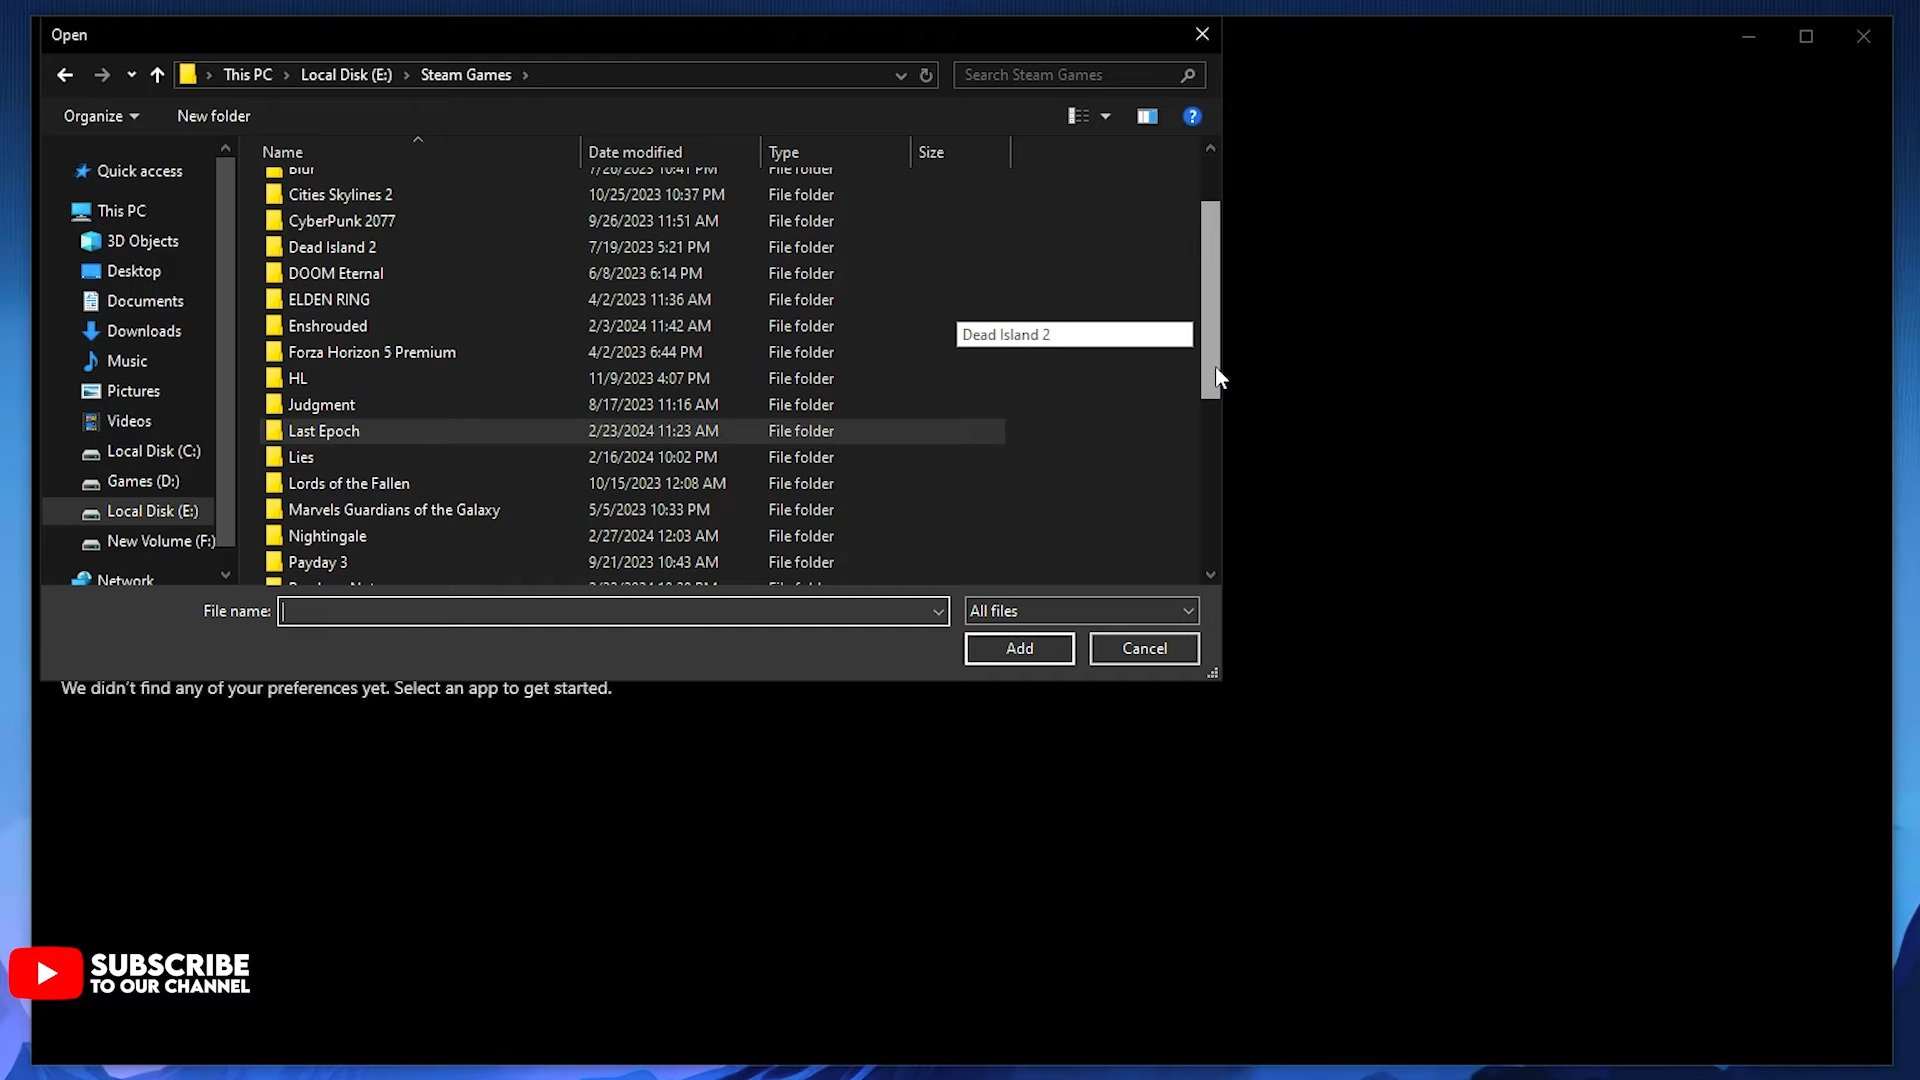 Open
This PC
Local Disk (E:)
Steam Games
Search Steam Games
Organize
New folder
Name
Date modified
Type
Size
Blur 7/26/2023 10:41 PM File folder
Cities Skylines 2 10/25/2023 10:37 PM File folder
CyberPunk 2077 9/26/2023 11:51 AM File folder
Dead Island 2 7/19/2023 5:21 PM File folder
DOOM Eternal 6/8/2023 6:14 PM File folder
ELDEN RING 4/2/2023 11:36 AM File folder
Enshrouded 2/3/2024 11:42 AM File folder
Forza Horizon 5 Premium 4/2/2023 6:44 PM File folder
HL 11/9/2023 4:07 PM File folder
Judgment 8/17/2023 11:16 AM File folder
Last Epoch 2/23/2024 11:23 AM File folder
Lies 2/16/2024 10:02 PM File folder
Lords of the Fallen 10/15/2023 12:08 AM File folder
Marvels Guardians of the Galaxy 5/5/2023 10:33 PM File folder
Nightingale 2/27/2024 12:03 AM File folder
Payday 3 9/21/2023 10:43 AM File folder
Dead Island 2
Quick access
This PC
3D Objects
Desktop
Documents
Downloads
Music
Pictures
Videos
Local Disk (C:)
Games (D:)
Local Disk (E:)
New Volume (F:)
Network
File name:
All files
Add
Cancel
We didn't find any of your preferences yet. Select an app to get started.
SUBSCRIBE
TO OUR CHANNEL